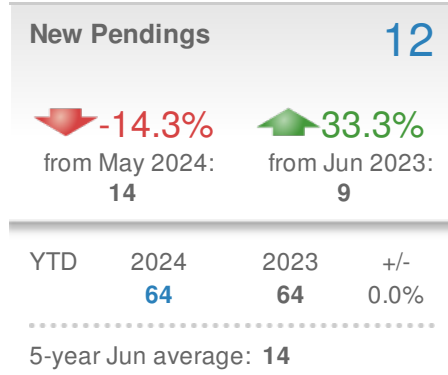 New Pendings 12
-14.3% 33.3%
from May 2024: from Jun 2023:
14 9
YTD 2024 2023 +/-
64 64 0.0%
5-year Jun average: 14